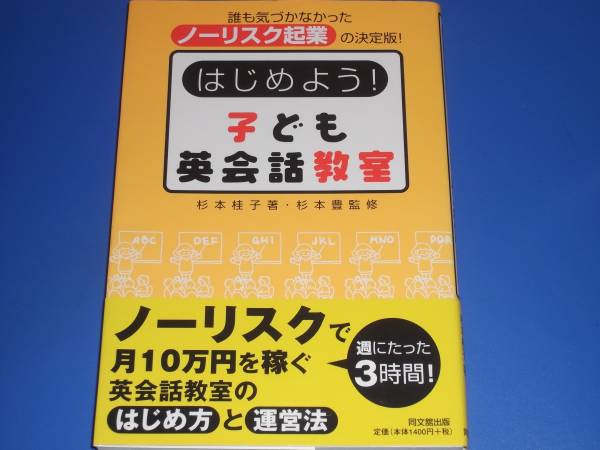 誰も気づかなかった
ノーリスク起業の決定版!
はじめよう!
子ども
英会話教室
杉本桂子著・杉本豊監修
ABC DEF GHI JKL MNO PQR
ノーリスクで
月10万円を稼ぐ
英会話教室の
はじめ方と運営法
週にたった
3時間!
同文舘出版
定価(本体1400円+税)